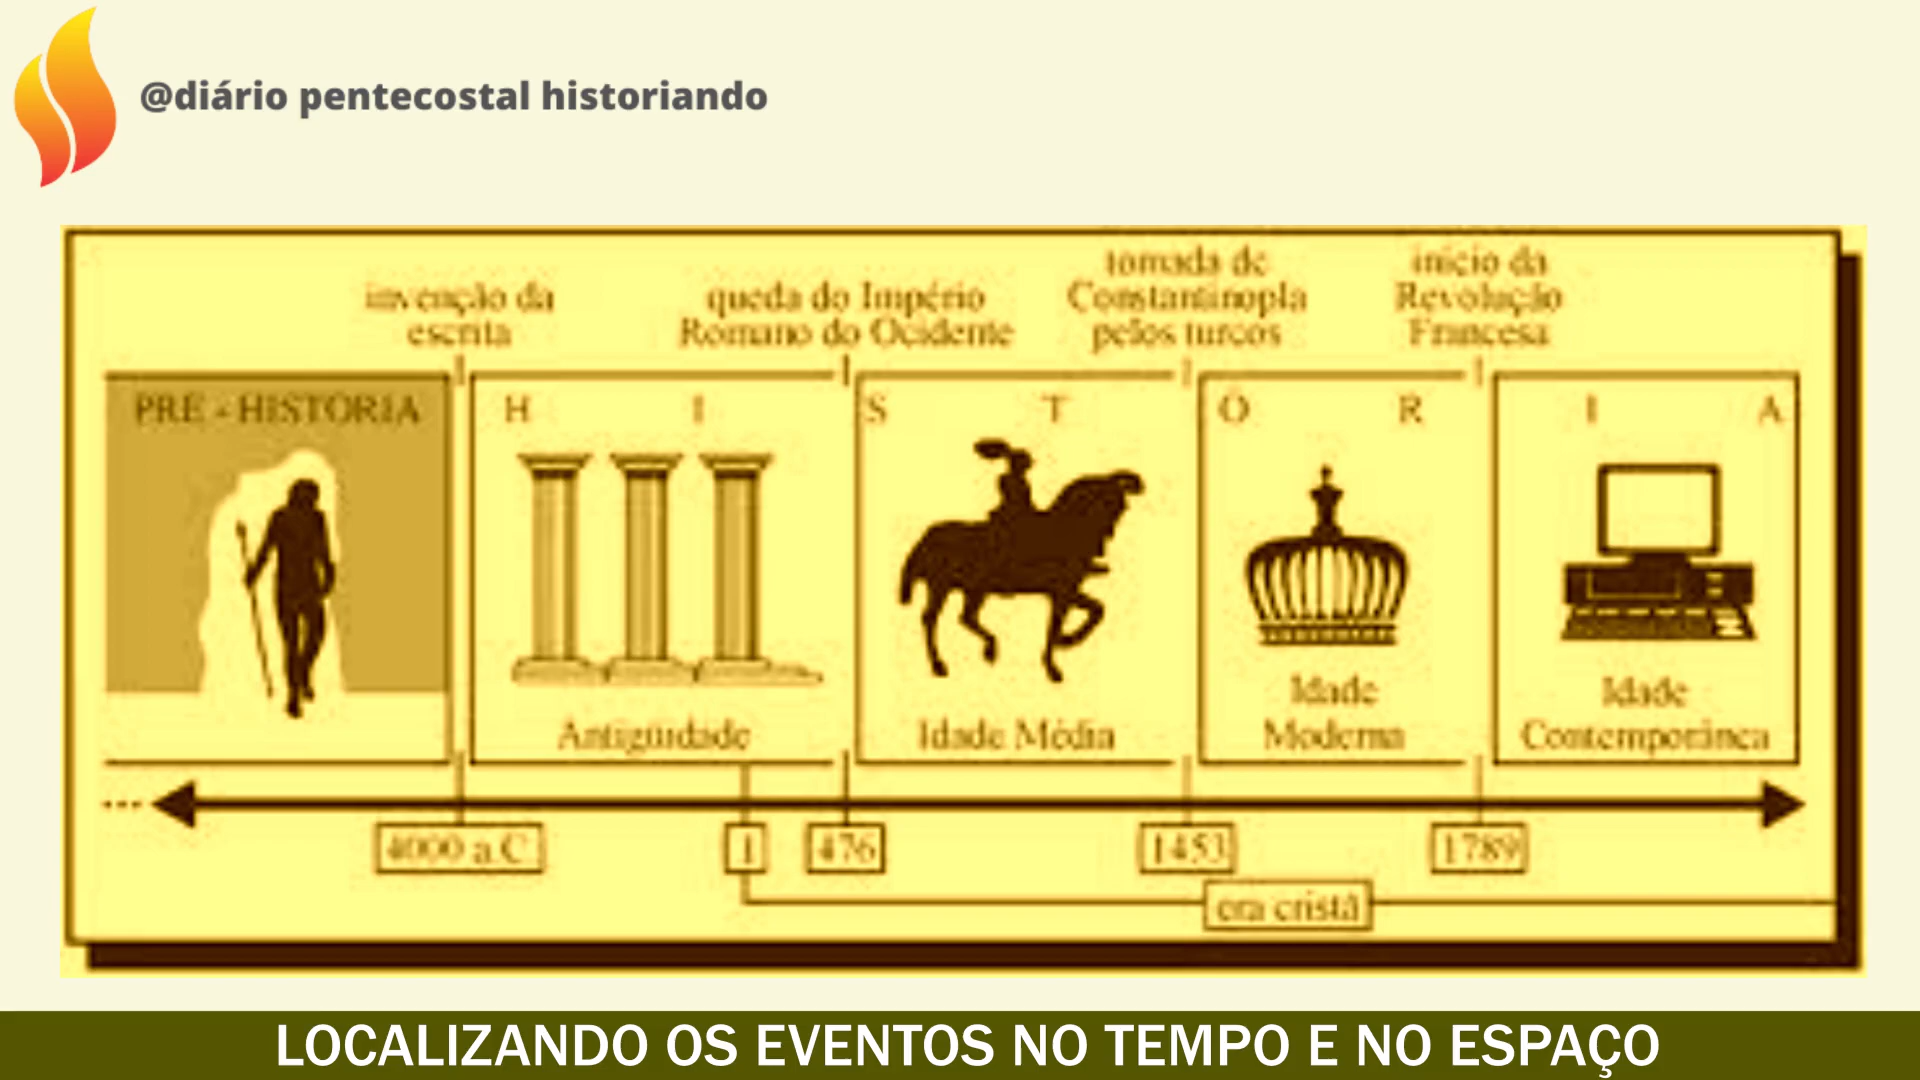 @diário pentecostal historiando
invenção da
escrita
queda do Império
Romano do Ocidente
tomada de
Constantinopla
pelos turcos
início da
Revolução
Francesa
PRÉ - HISTÓRIA
H I S T Ó R I A
Antigüidade
Idade Média
Idade
Moderna
Idade
Contemporânea
4000 a.C.
1
476
1453
1789
era cristã
LOCALIZANDO OS EVENTOS NO TEMPO E NO ESPAÇO